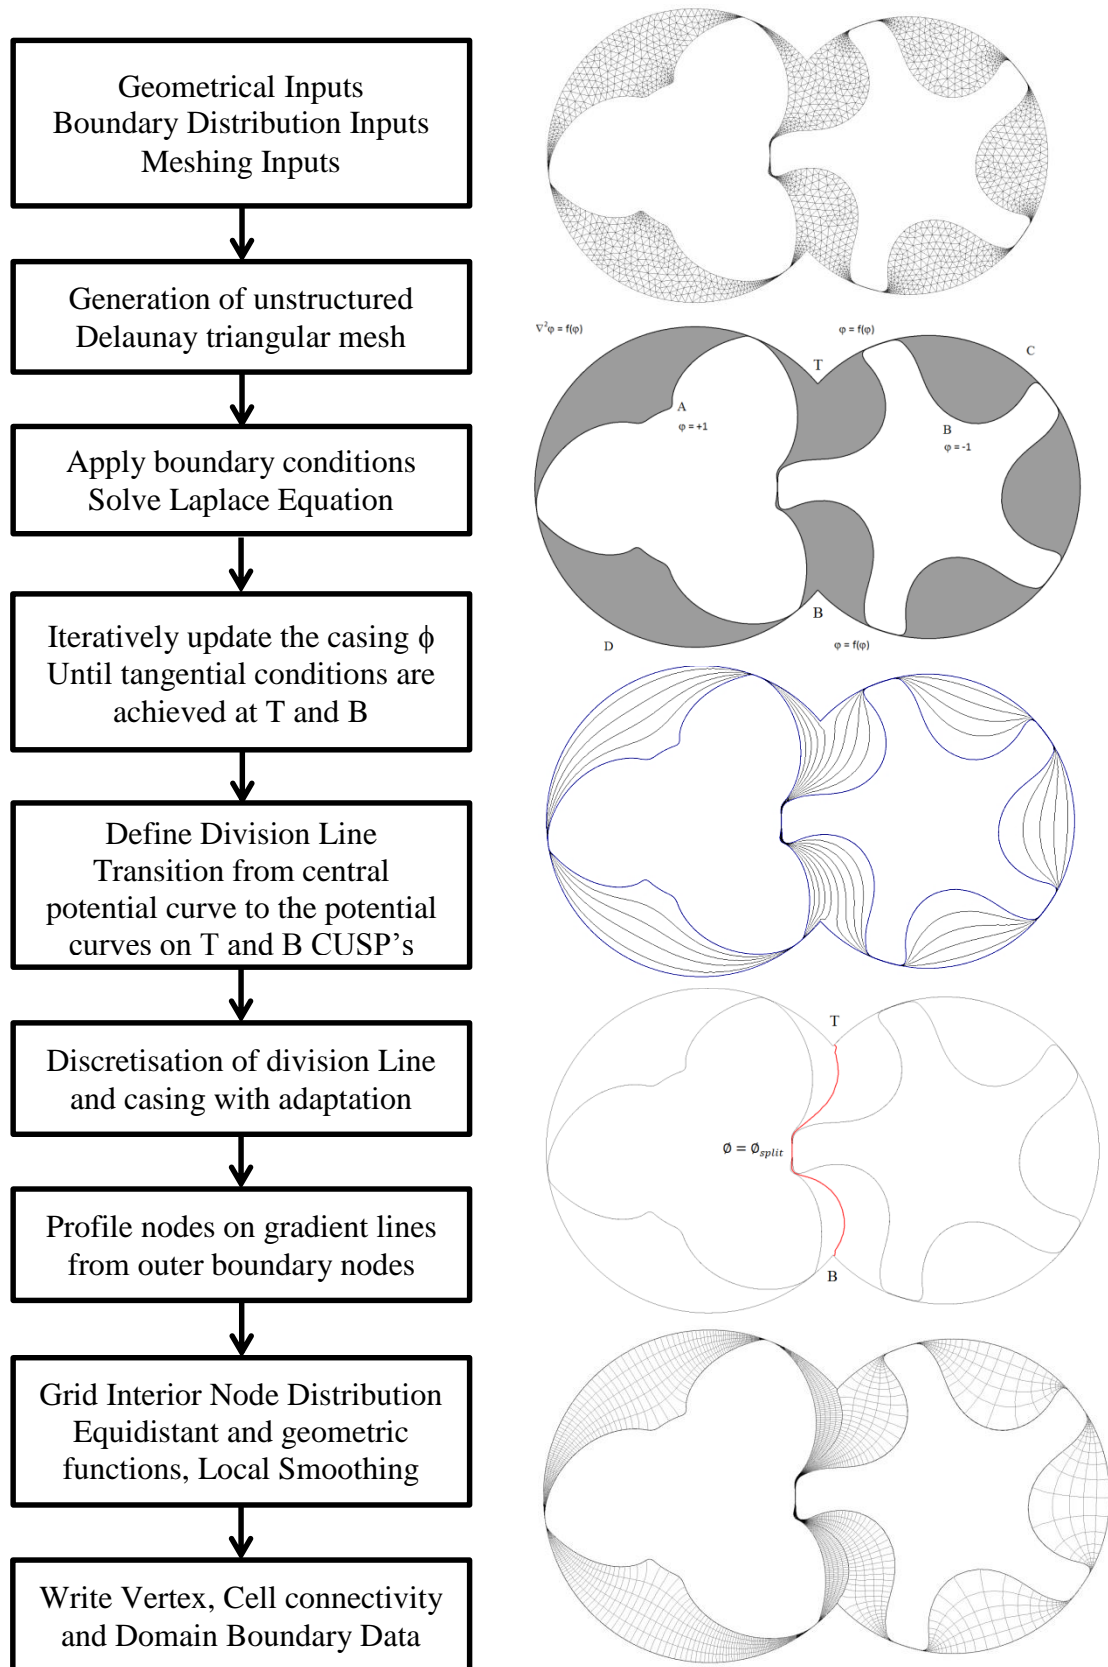 Geometrical Inputs
Boundary Distribution Inputs
Meshing Inputs
Generation of unstructured
Delaunay triangular mesh
Apply boundary conditions
Solve Laplace Equation
Iteratively update the casing ϕ
Until tangential conditions are
achieved at T and B
Define Division Line
Transition from central
potential curve to the potential
curves on T and B CUSP's
Discretisation of division Line
and casing with adaptation
Profile nodes on gradient lines
from outer boundary nodes
Grid Interior Node Distribution
Equidistant and geometric
functions, Local Smoothing
Write Vertex, Cell connectivity
and Domain Boundary Data
∇²φ = f(φ)
φ = f(φ)
T
C
A
φ = +1
B
φ = -1
B
D
φ = f(φ)
T
Ø = Ø_split
B